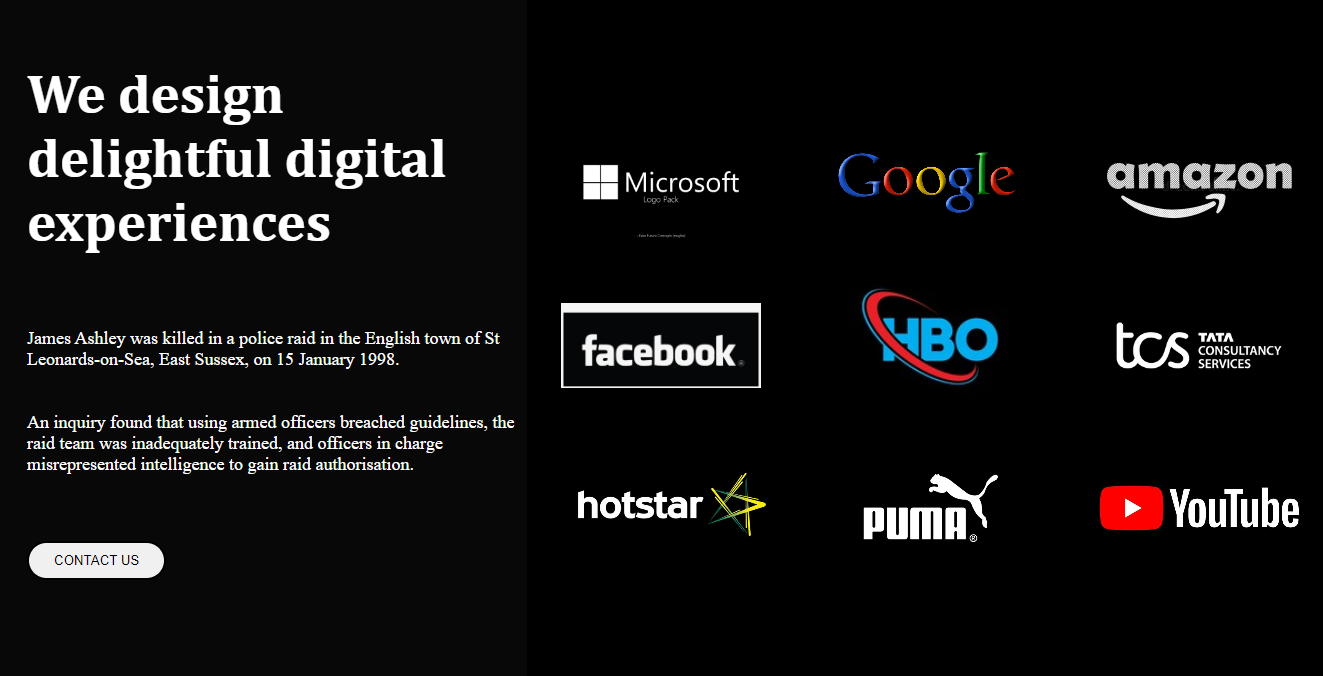 We design
delightful digital
experiences
James Ashley was killed in a police raid in the English town of St
Leonards-on-Sea, East Sussex, on 15 January 1998.
An inquiry found that using armed officers breached guidelines, the
raid team was inadequately trained, and officers in charge
misrepresented intelligence to gain raid authorisation.
CONTACT US
Microsoft
Logo Pack
Google
amazon
facebook
HBO
tcs TATA
CONSULTANCY
SERVICES
hotstar
PUMA®
YouTube